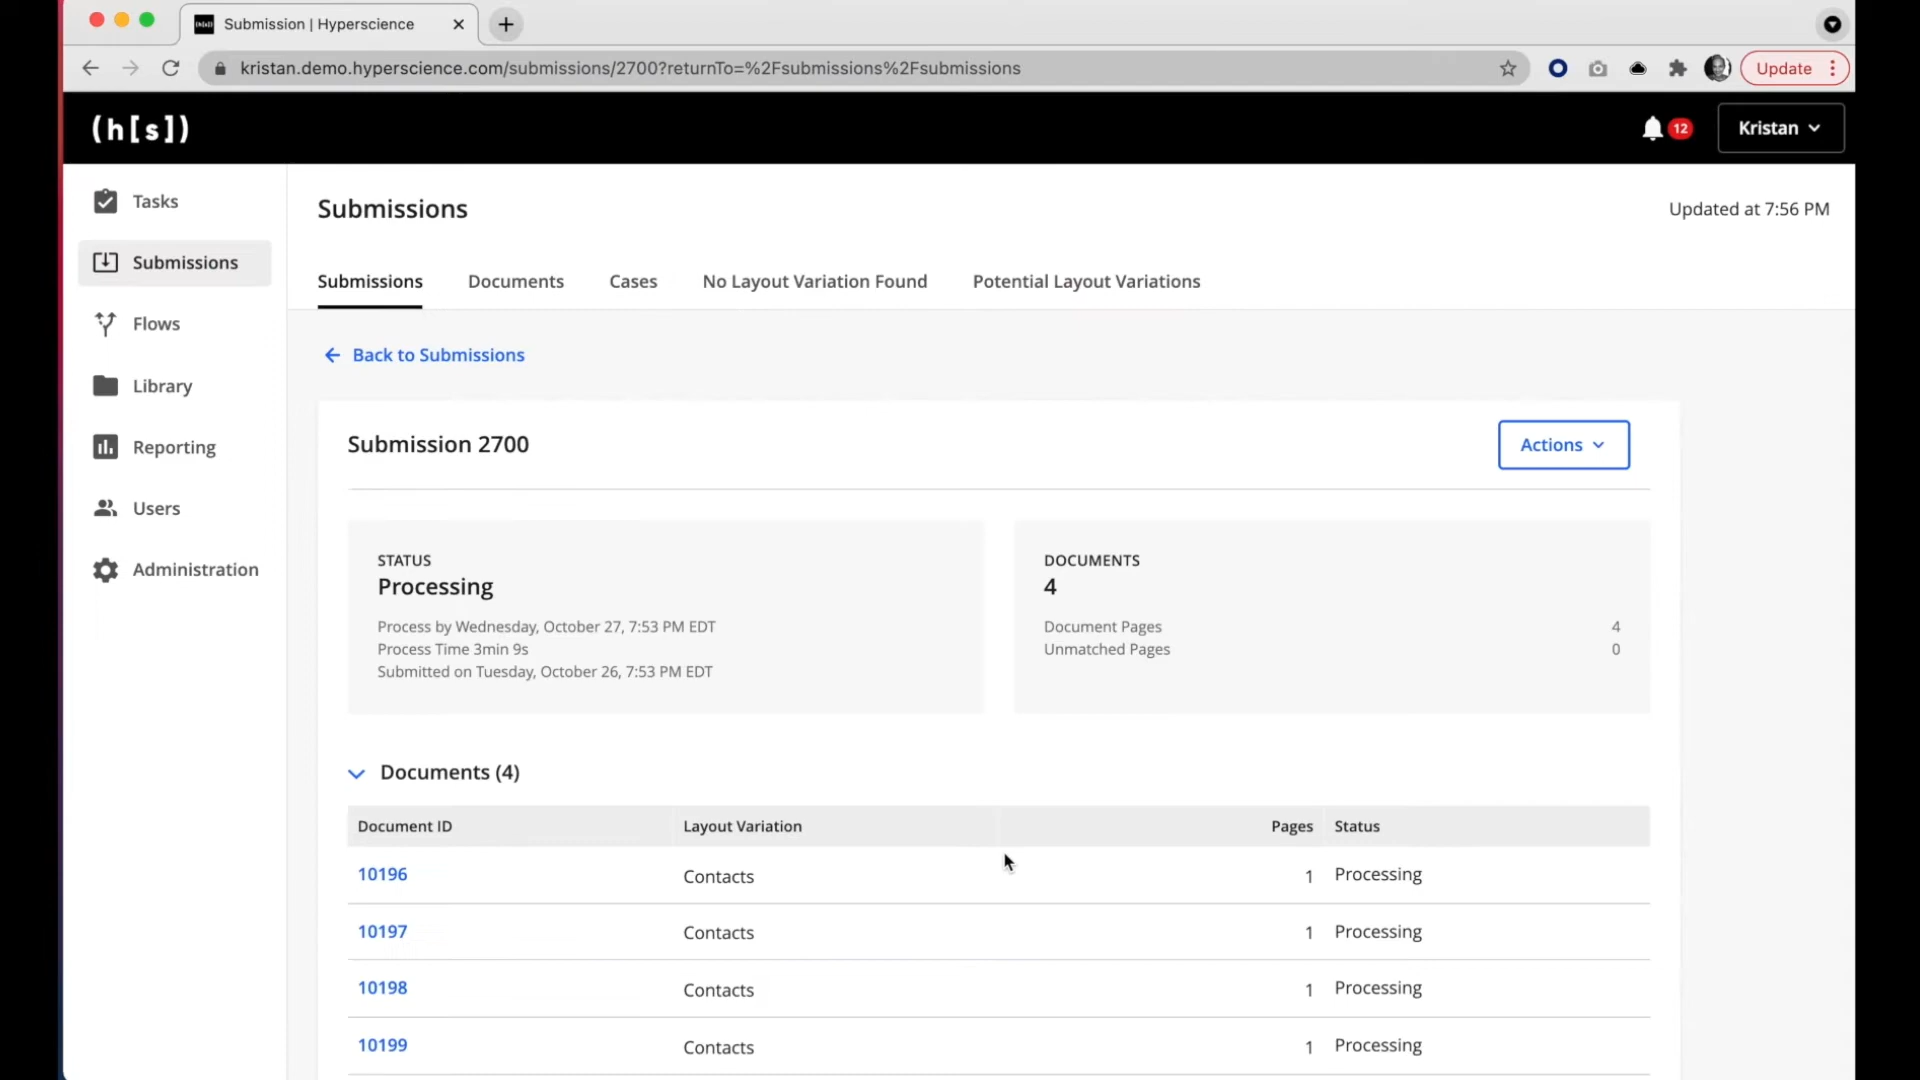 Submission | Hyperscience
kristan.demo.hyperscience.com/submissions/2700?returnTo=%2Fsubmissions%2Fsubmissions
Update
(h[s])
12
Kristan
Tasks
Submissions
Flows
Library
Reporting
Users
Administration
Submissions
Updated at 7:56 PM
Submissions Documents Cases No Layout Variation Found Potential Layout Variations
Back to Submissions
Submission 2700
Actions
STATUS
Processing
Process by Wednesday, October 27, 7:53 PM EDT
Process Time 3min 9s
Submitted on Tuesday, October 26, 7:53 PM EDT
DOCUMENTS
4
Document Pages 4
Unmatched Pages 0
Documents (4)
Document ID Layout Variation Pages Status
10196 Contacts 1 Processing
10197 Contacts 1 Processing
10198 Contacts 1 Processing
10199 Contacts 1 Processing